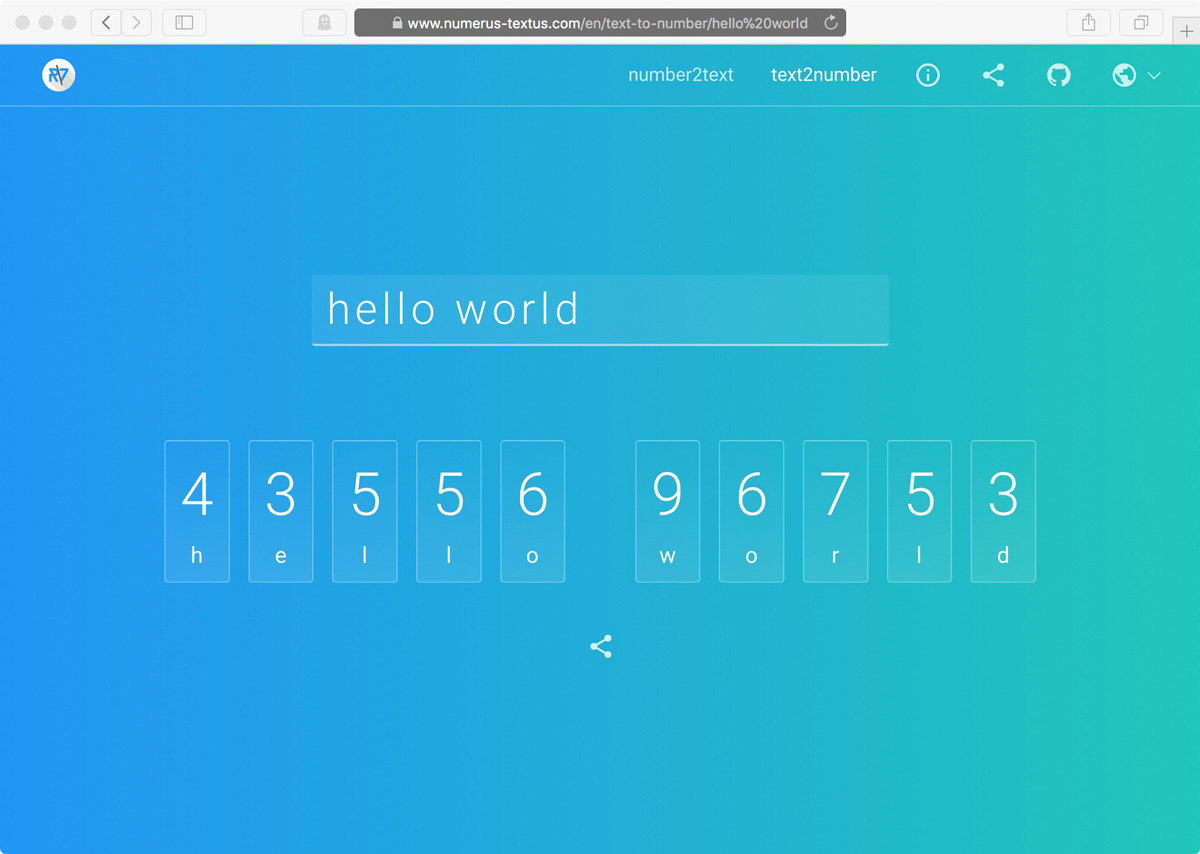 www.numerus-textus.com/en/text-to-number/hello%20world
R7 number2text text2number
hello world
4 3 5 5 6 9 6 7 5 3
h e l l o w o r l d